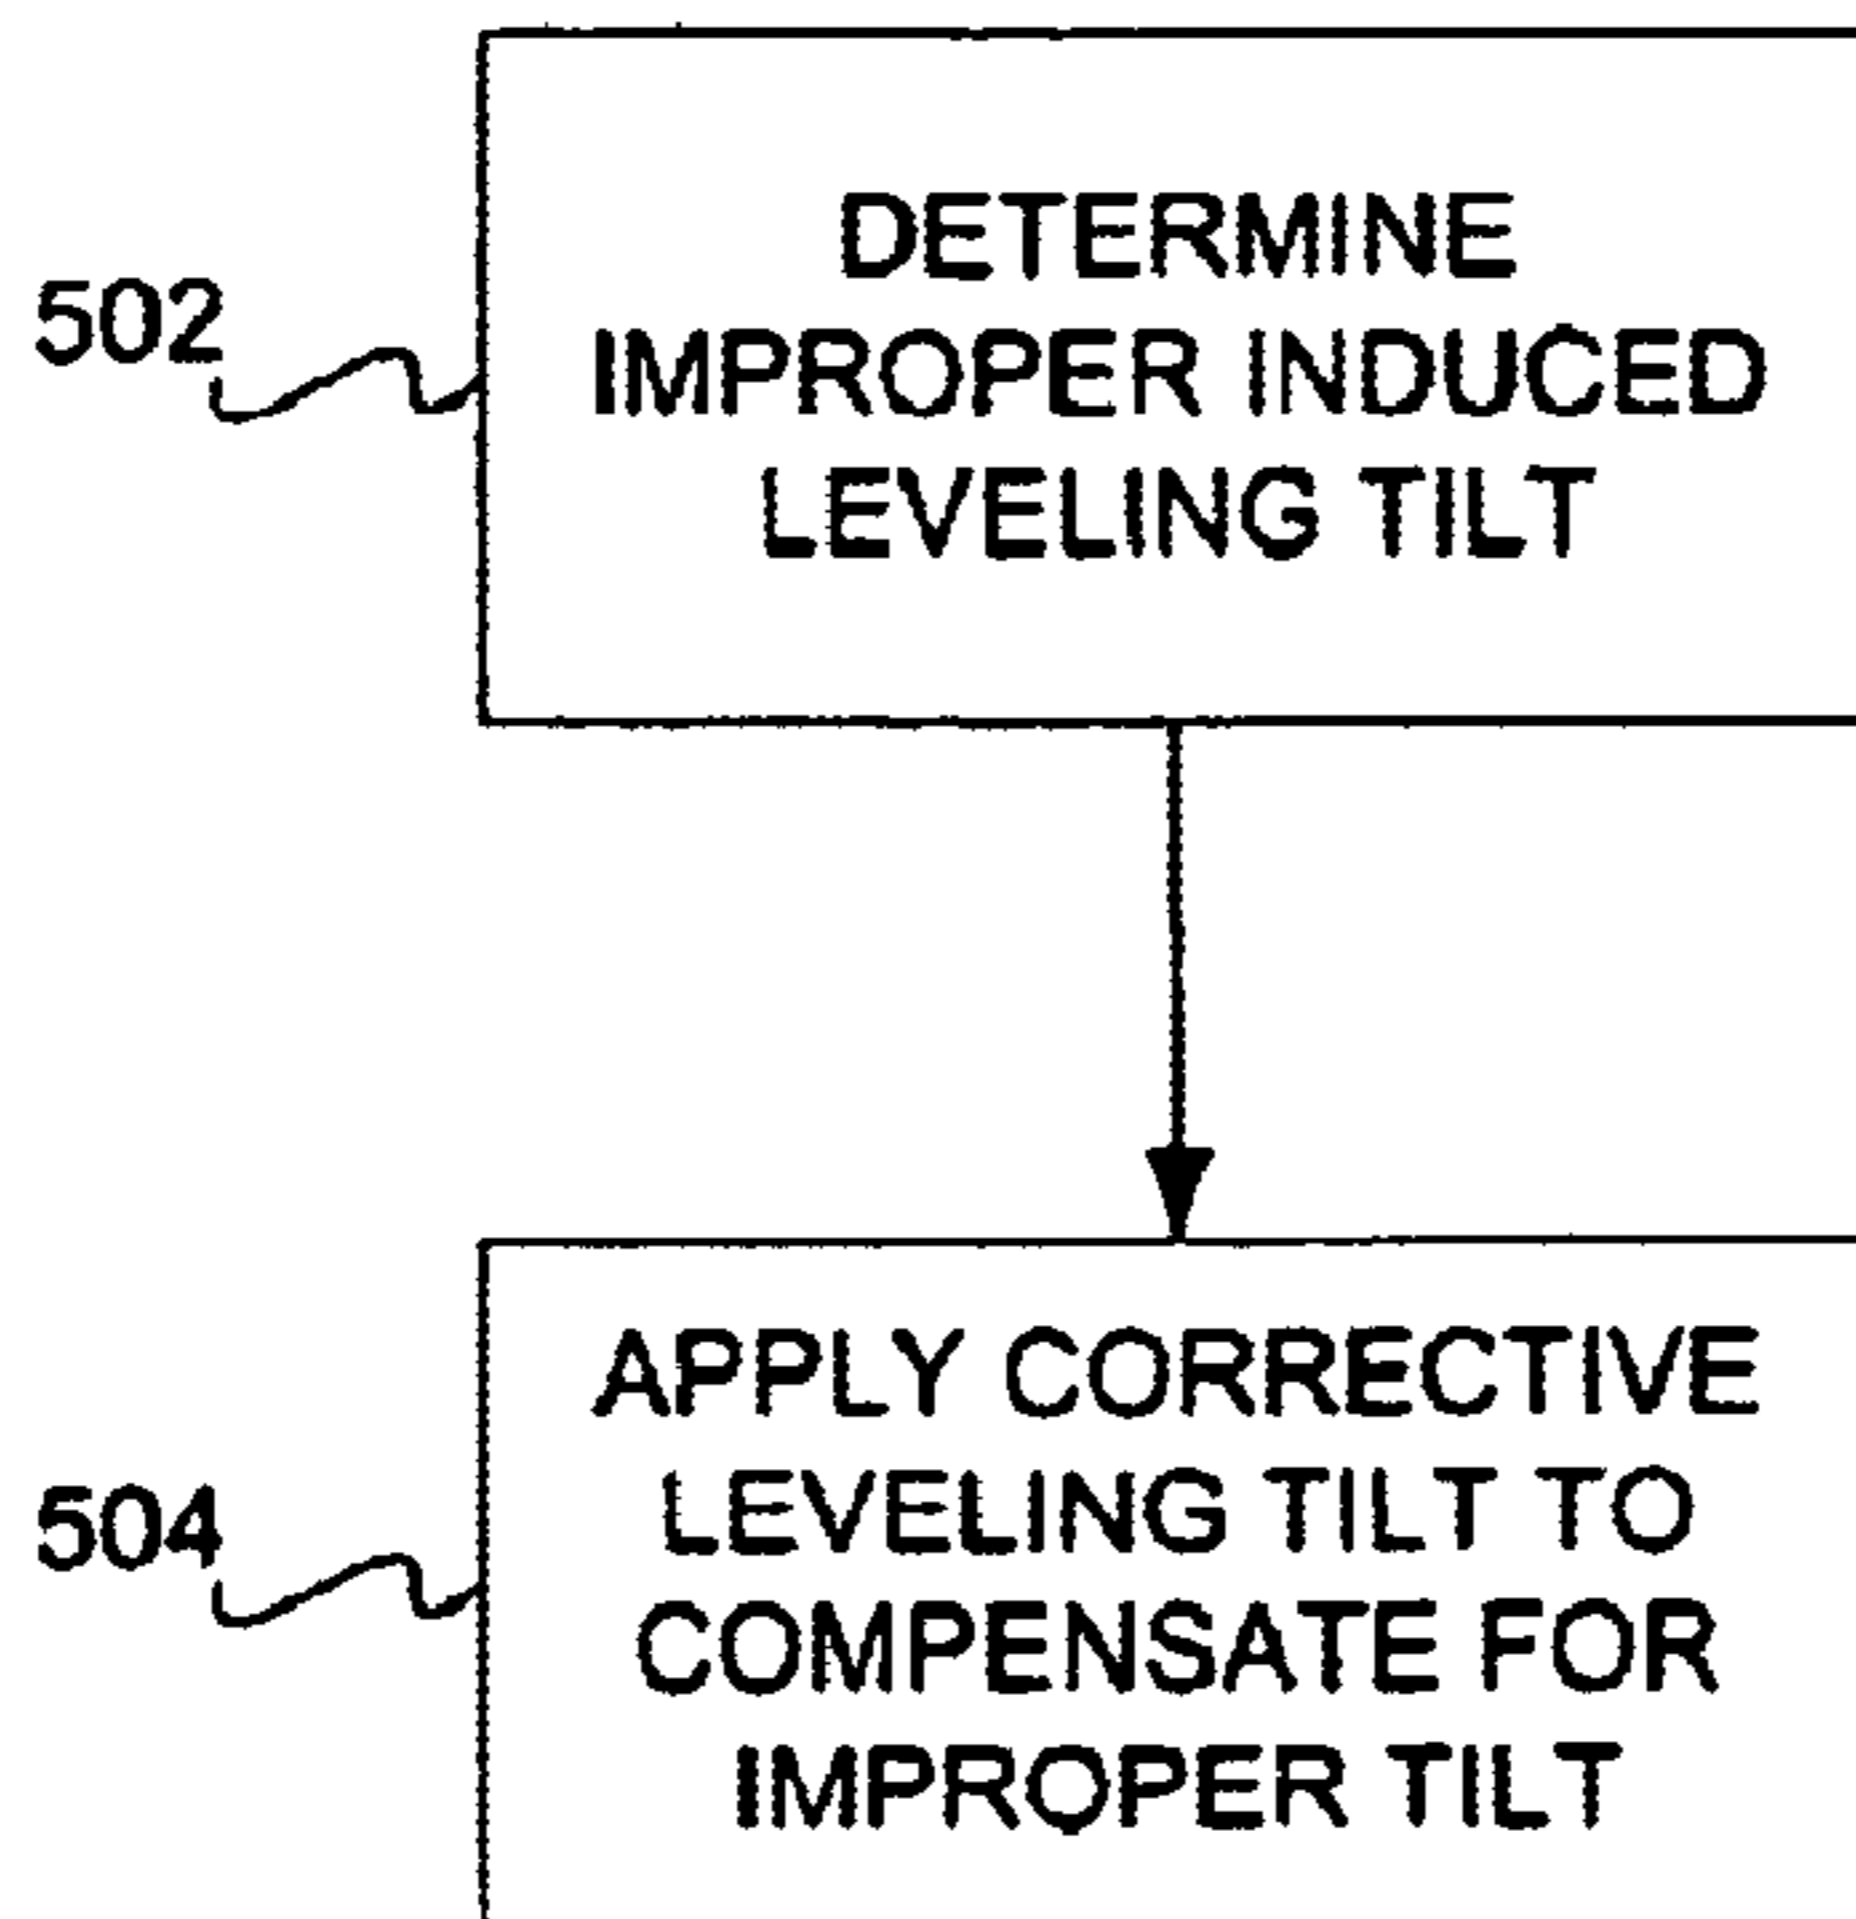 502
DETERMINE
IMPROPER INDUCED
LEVELING TILT
504
APPLY CORRECTIVE
LEVELING TILT TO
COMPENSATE FOR
IMPROPER TILT